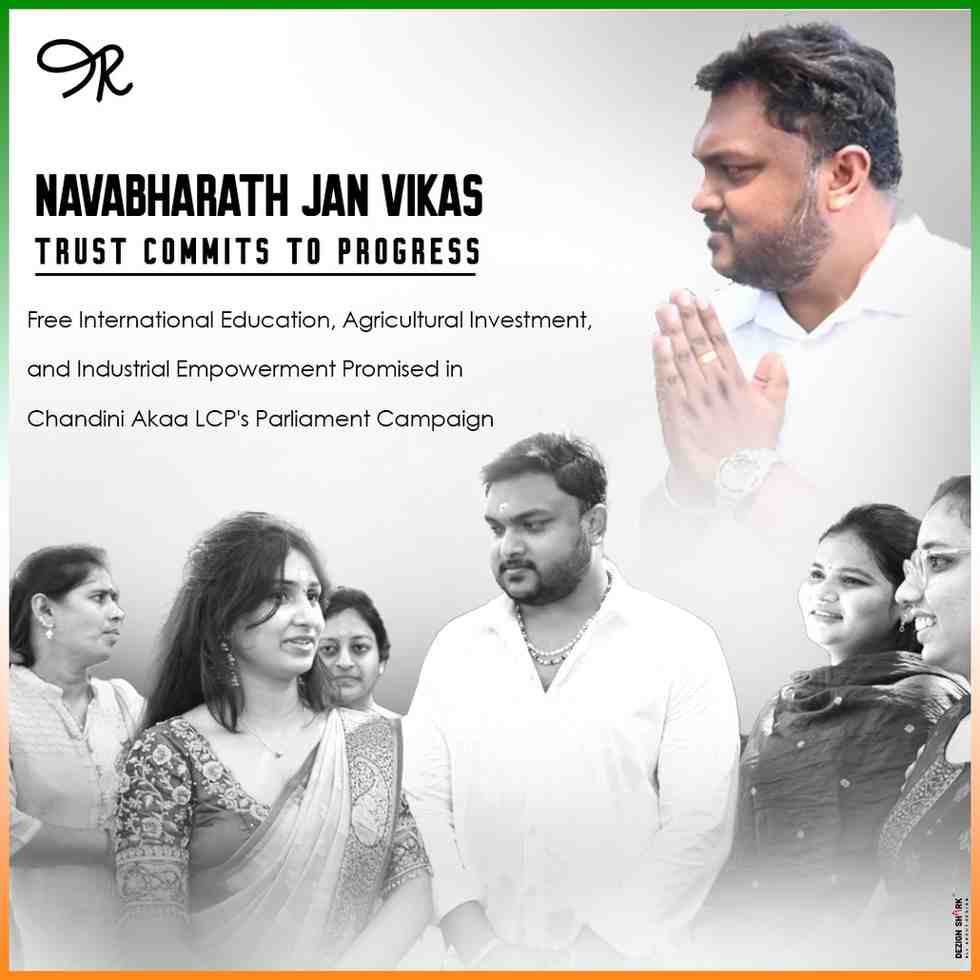 R
NAVABHARATH JAN VIKAS
TRUST COMMITS TO PROGRESS
Free International Education, Agricultural Investment,
and Industrial Empowerment Promised in
Chandini Akaa LCP's Parliament Campaign
DEZIGN SHARK